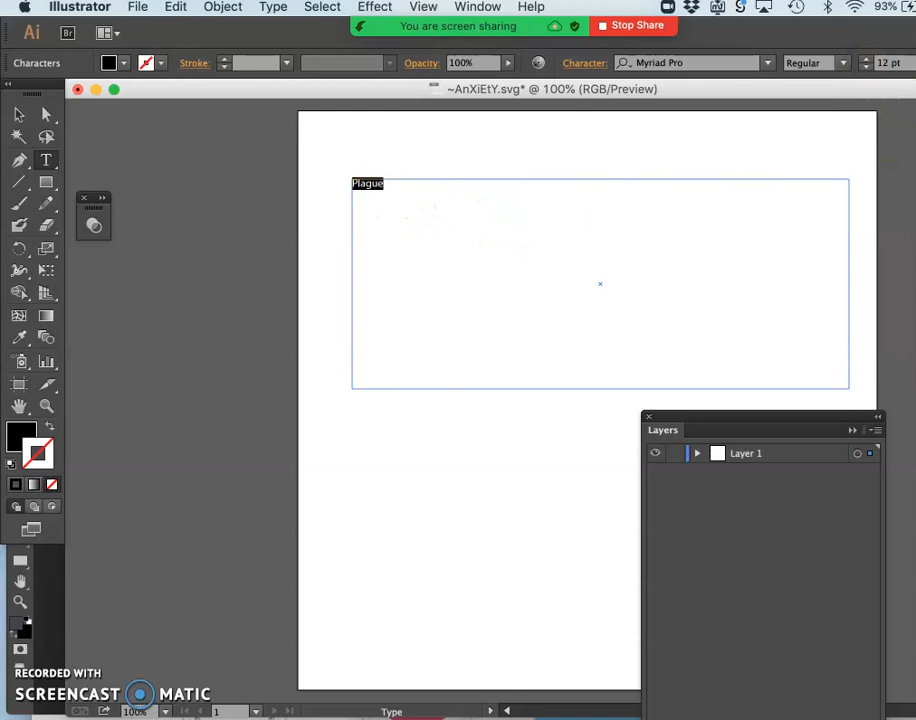 Illustrator File Edit Object Type Select Effect View Window Help 93%
You are screen sharing Stop Share
Ai Br
Characters Stroke: Opacity: 100% Character: Myriad Pro Regular 12 pt
~AnXiEtY.svg* @ 100% (RGB/Preview)
T
Plague
Layers
Layer 1
RECORDED WITH
SCREENCAST MATIC
100% 1 Type